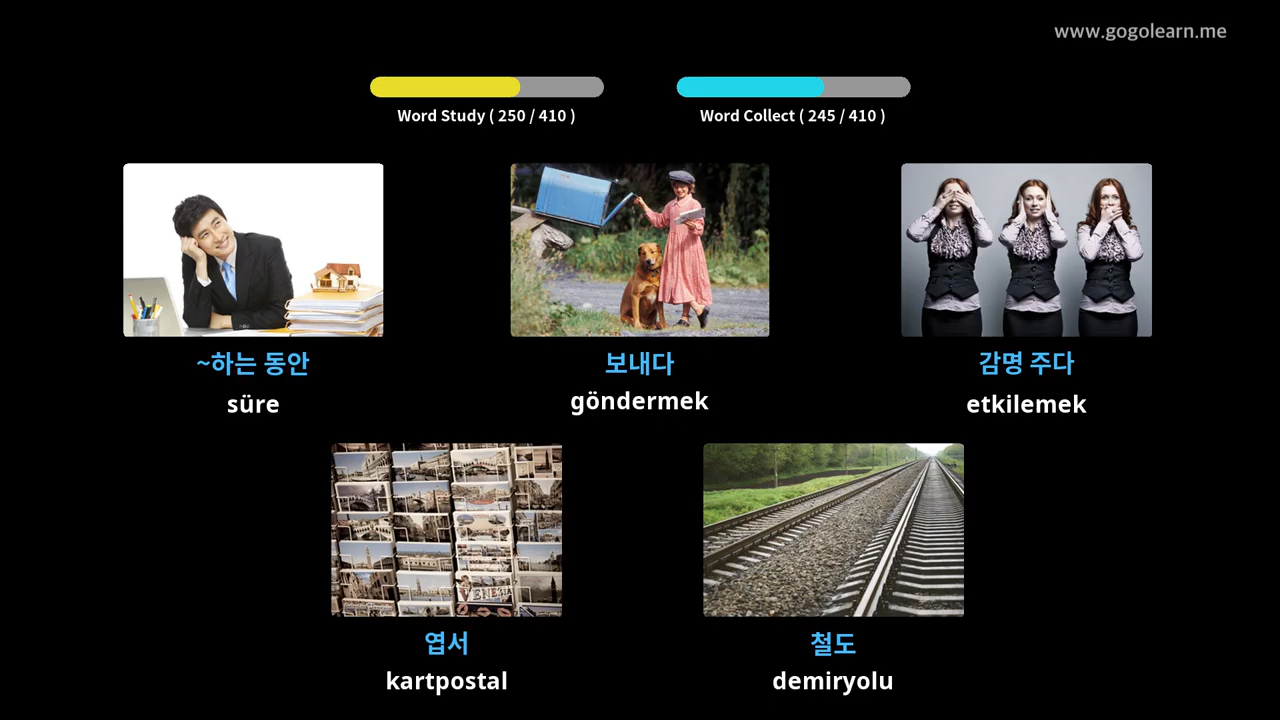 www.gogolearn.me
Word Study ( 250 / 410 )
Word Collect ( 245 / 410 )
~하는 동안
süre
보내다
göndermek
감명 주다
etkilemek
엽서
kartpostal
철도
demiryolu